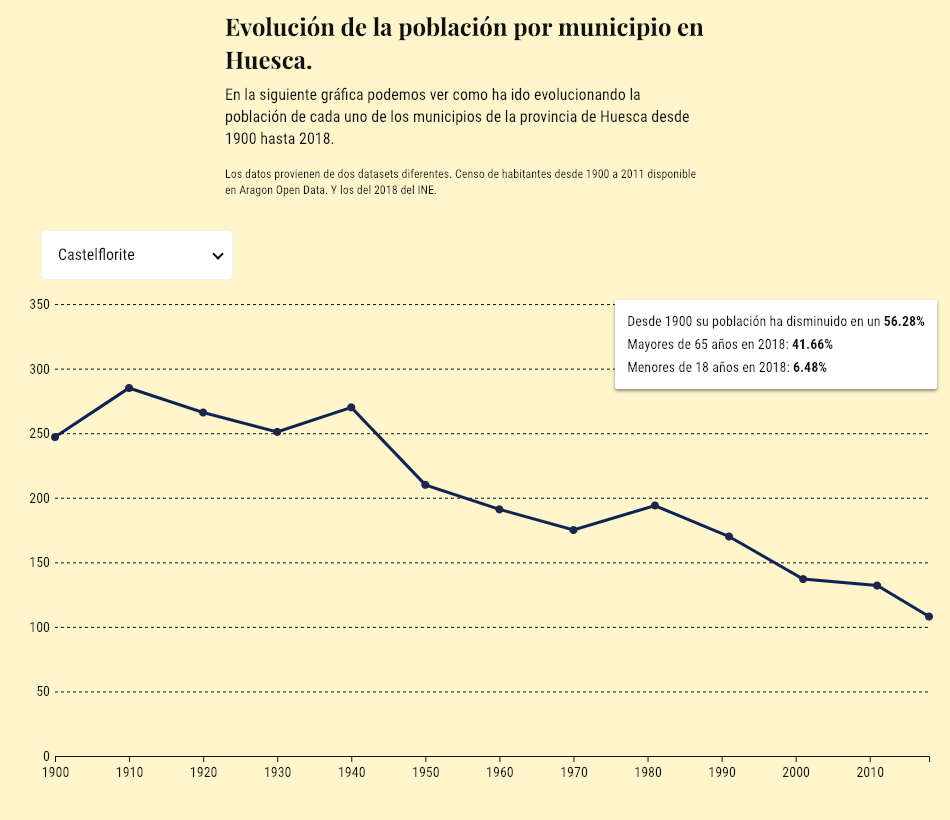 Evolución de la población por municipio en
Huesca.
En la siguiente gráfica podemos ver como ha ido evolucionando la
población de cada uno de los municipios de la provincia de Huesca desde
1900 hasta 2018.
Los datos provienen de dos datasets diferentes. Censo de habitantes desde 1900 a 2011 disponible
en Aragon Open Data. Y los del 2018 del INE.
Castelflorite
350
Desde 1900 su población ha disminuido en un 56.28%
Mayores de 65 años en 2018: 41.66%
Menores de 18 años en 2018: 6.48%
300
250
200
150
100
50
0
1900 1910 1920 1930 1940 1950 1960 1970 1980 1990 2000 2010